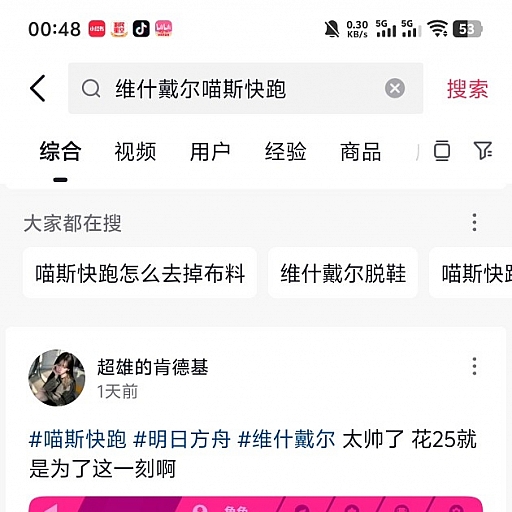 00:48
0.30 KB/s 5G 5G 53
维什戴尔喵斯快跑 搜索
综合 视频 用户 经验 商品
大家都在搜
喵斯快跑怎么去掉布料 维什戴尔脱鞋 喵斯快跑
超雄的肯德基
1天前
#喵斯快跑 #明日方舟 #维什戴尔 太帅了 花25就
是为了这一刻啊